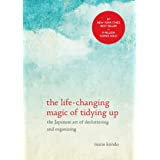 #1
NEW YORK TIMES
BEST SELLER
the life-changing
magic of tidying up
the Japanese art of decluttering
and organizing
marie kondo